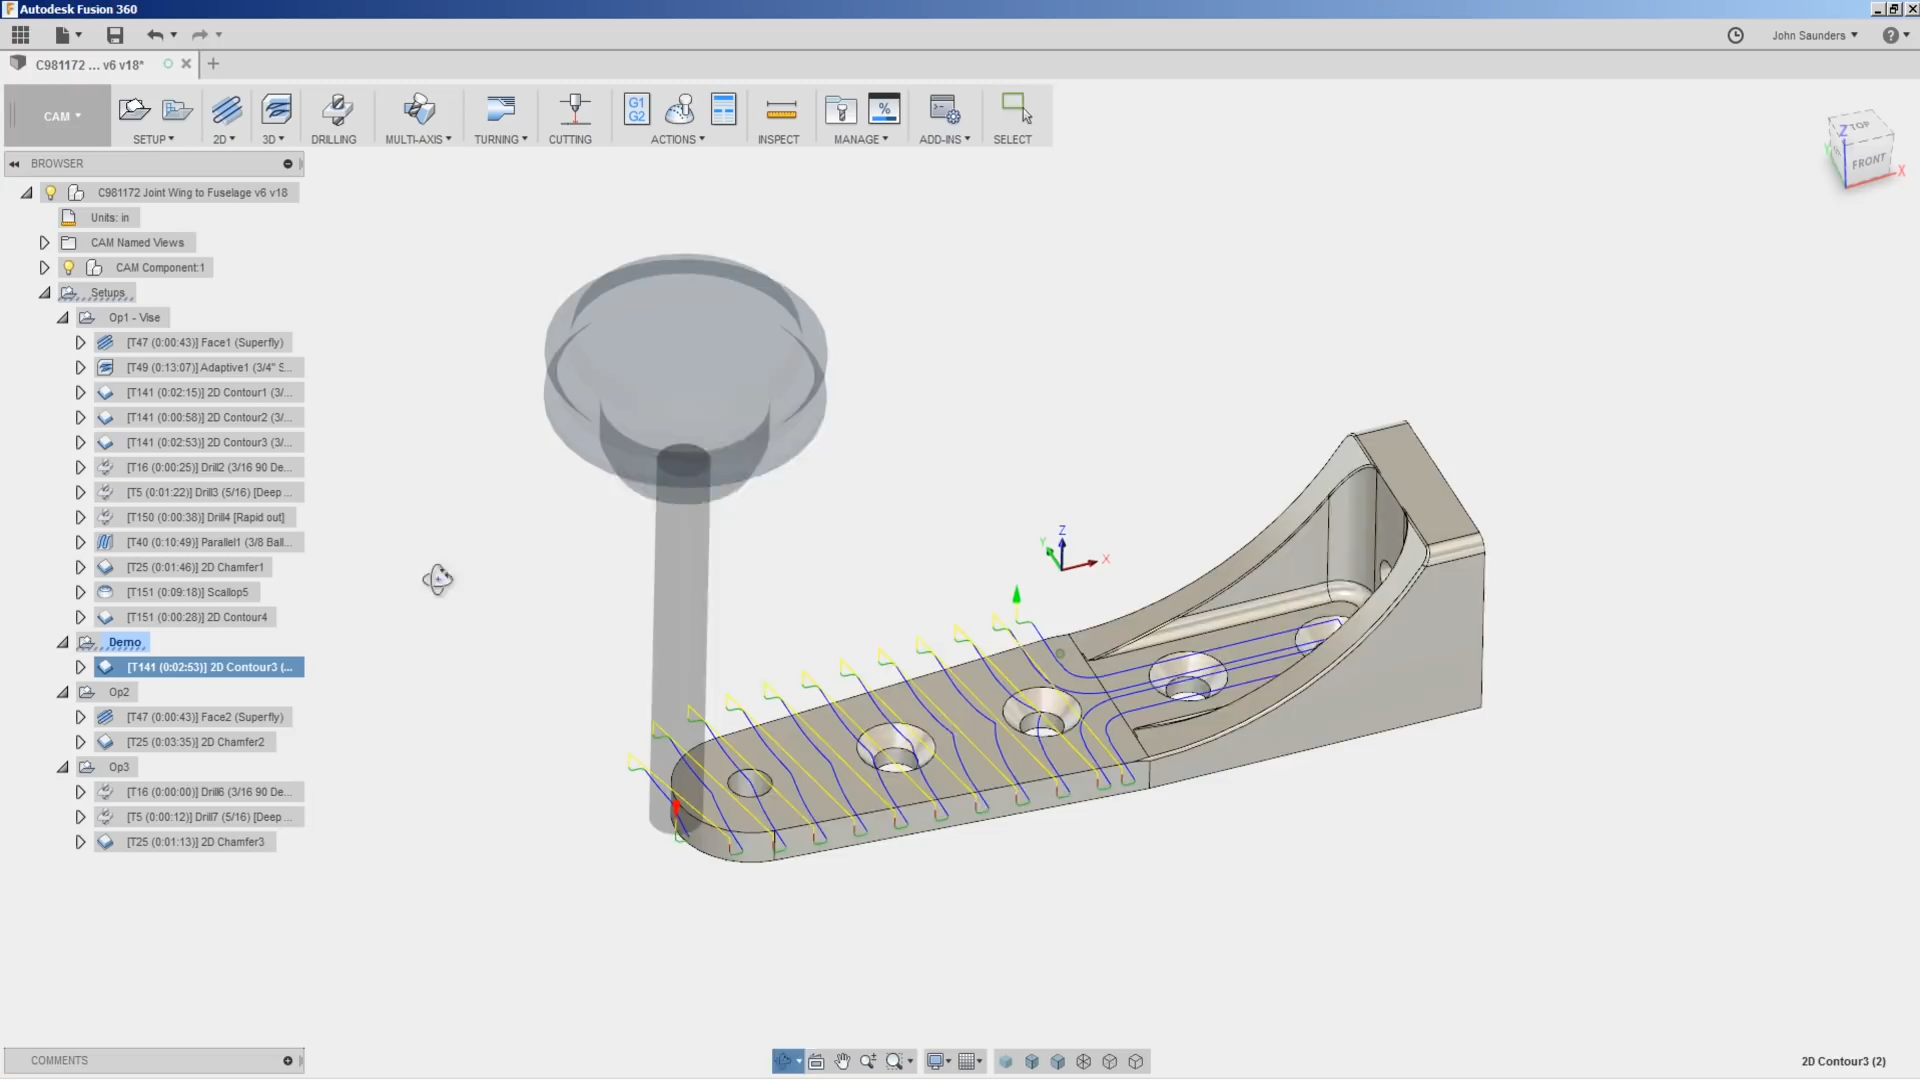 Autodesk Fusion 360
John Saunders
C981172 ... v6 v18*
CAM
SETUP
2D
3D
DRILLING
MULTI-AXIS
TURNING
CUTTING
G1
G2
ACTIONS
INSPECT
%
MANAGE
ADD-INS
SELECT
TOP
FRONT
Z
Y
X
BROWSER
C981172 Joint Wing to Fuselage v6 v18
Units: in
CAM Named Views
CAM Component:1
Setups
Op1 - Vise
[T47 (0:00:43)] Face1 (Superfly)
[T49 (0:13:07)] Adaptive1 (3/4" S...
[T141 (0:02:15)] 2D Contour1 (3/...
[T141 (0:00:58)] 2D Contour2 (3/...
[T141 (0:02:53)] 2D Contour3 (3/...
[T16 (0:00:25)] Drill2 (3/16 90 De...
[T5 (0:01:22)] Drill3 (5/16) [Deep ...
[T150 (0:00:38)] Drill4 [Rapid out]
[T40 (0:10:49)] Parallel1 (3/8 Ball...
[T25 (0:01:46)] 2D Chamfer1
[T151 (0:09:18)] Scallop5
[T151 (0:00:28)] 2D Contour4
Demo
[T141 (0:02:53)] 2D Contour3 (...
Op2
[T47 (0:00:43)] Face2 (Superfly)
[T25 (0:03:35)] 2D Chamfer2
Op3
[T16 (0:00:00)] Drill6 (3/16 90 De...
[T5 (0:00:12)] Drill7 (5/16) [Deep ...
[T25 (0:01:13)] 2D Chamfer3
Z
Y
X
COMMENTS
2D Contour3 (2)